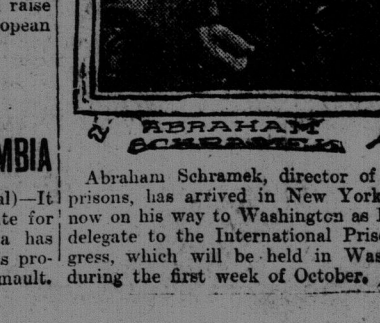 raise
opean
MBIA
al)—It
te for
a has
s pro-
mault.
ABRAHAM
SCHRAMEK
Abraham Schramek, director of
prisons, has arrived in New York
now on his way to Washington as
delegate to the International Pris
gress, which will be held in Was
during the first week of October.